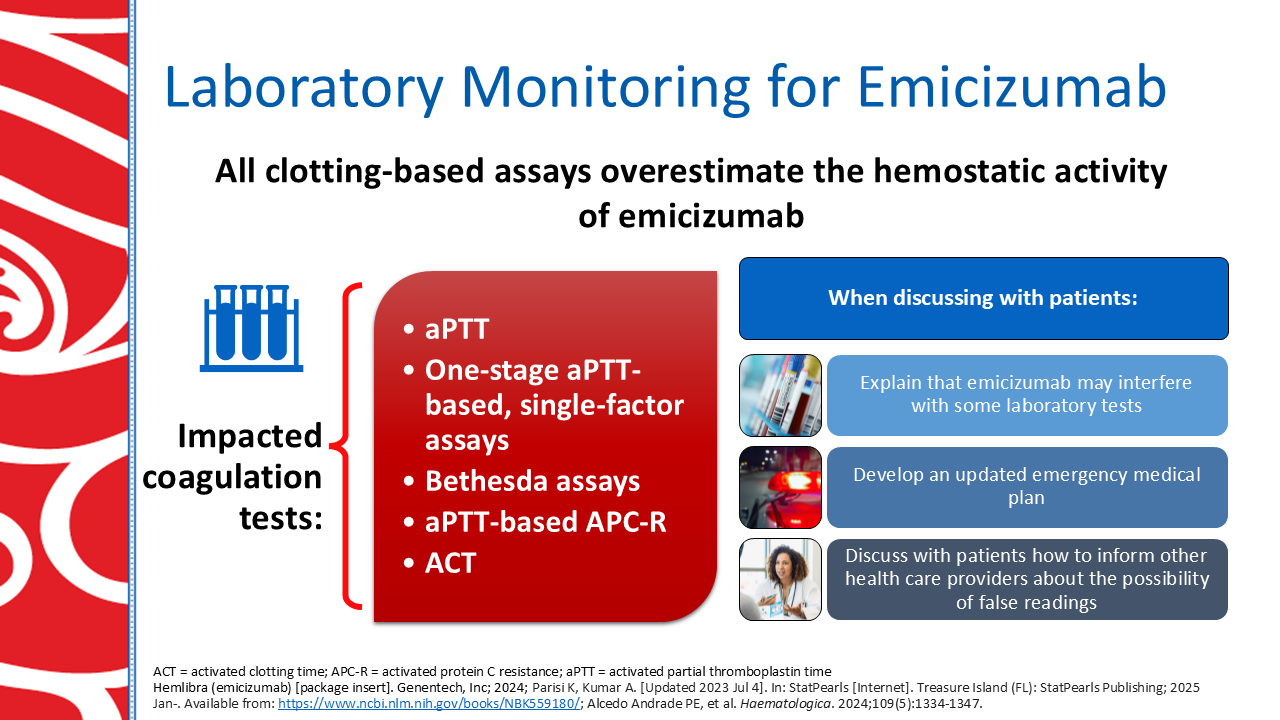 Laboratory Monitoring for Emicizumab
All clotting-based assays overestimate the hemostatic activity
of emicizumab
Impacted
coagulation
tests:
• aPTT
• One-stage aPTT-
based, single-factor
assays
• Bethesda assays
• aPTT-based APC-R
• ACT
When discussing with patients:
Explain that emicizumab may interfere
with some laboratory tests
Develop an updated emergency medical
plan
Discuss with patients how to inform other
health care providers about the possibility
of false readings
ACT = activated clotting time; APC-R = activated protein C resistance; aPTT = activated partial thromboplastin time
Hemlibra (emicizumab) [package insert]. Genentech, Inc; 2024; Parisi K, Kumar A. [Updated 2023 Jul 4]. In: StatPearls [Internet]. Treasure Island (FL): StatPearls Publishing; 2025
Jan-. Available from: https://www.ncbi.nlm.nih.gov/books/NBK559180/; Alcedo Andrade PE, et al. Haematologica. 2024;109(5):1334-1347.